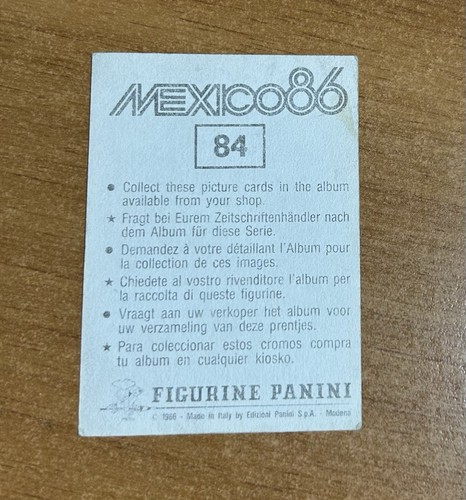 MEXICO86
84
● Collect these picture cards in the album
available from your shop.
★ Fragt bei Eurem Zeitschriftenhändler nach
dem Album für diese Serie.
● Demandez à votre détaillant l'Album pour
la collection de ces images.
★ Chiedete al vostro rivenditore l'album per
la raccolta di queste figurine.
● Vraagt aan uw verkoper het album voor
uw verzameling van deze prentjes.
★ Para coleccionar estos cromos compra
tu album en cualquier kiosko.
FIGURINE PANINI
© 1986 - Made in Italy by Edizioni Panini S.p.A. - Modena